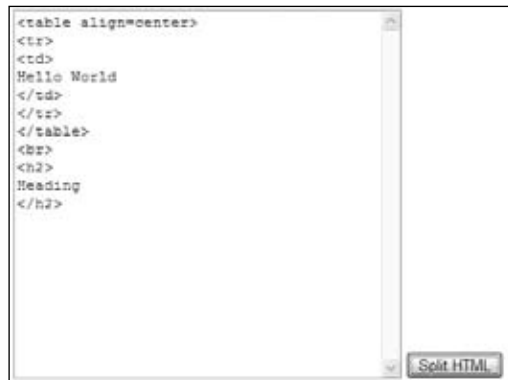 <table align=center>
<tr>
<td>
Hello World
</td>
</tr>
</table>
<br>
<h2>
Heading
</h2>
Split HTML